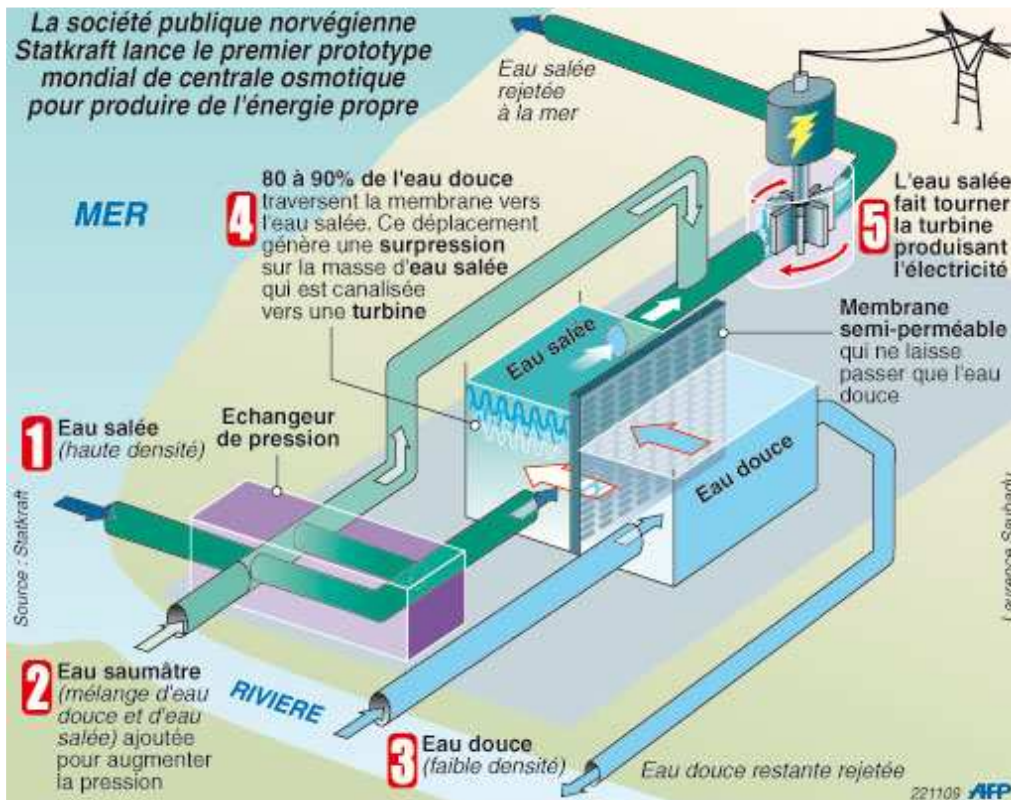 La société publique norvégienne
Statkraft lance le premier prototype
mondial de centrale osmotique
pour produire de l'énergie propre
Eau salée
rejetée
à la mer
MER
4
80 à 90% de l'eau douce
traversent la membrane vers
l'eau salée. Ce déplacement
génère une surpression
sur la masse d'eau salée
qui est canalisée
vers une turbine
5
L'eau salée
fait tourner
la turbine
produisant
l'électricité
Membrane
semi-perméable
qui ne laisse
passer que l'eau
douce
Eau salée
Eau douce
1
Eau salée
(haute densité)
Echangeur
de pression
Source : Statkraft
2
Eau saumâtre
(mélange d'eau
douce et d'eau
salée) ajoutée
pour augmenter
la pression
RIVIERE
3
Eau douce
(faible densité)
Eau douce restante rejetée
Laurence
221109 AFP